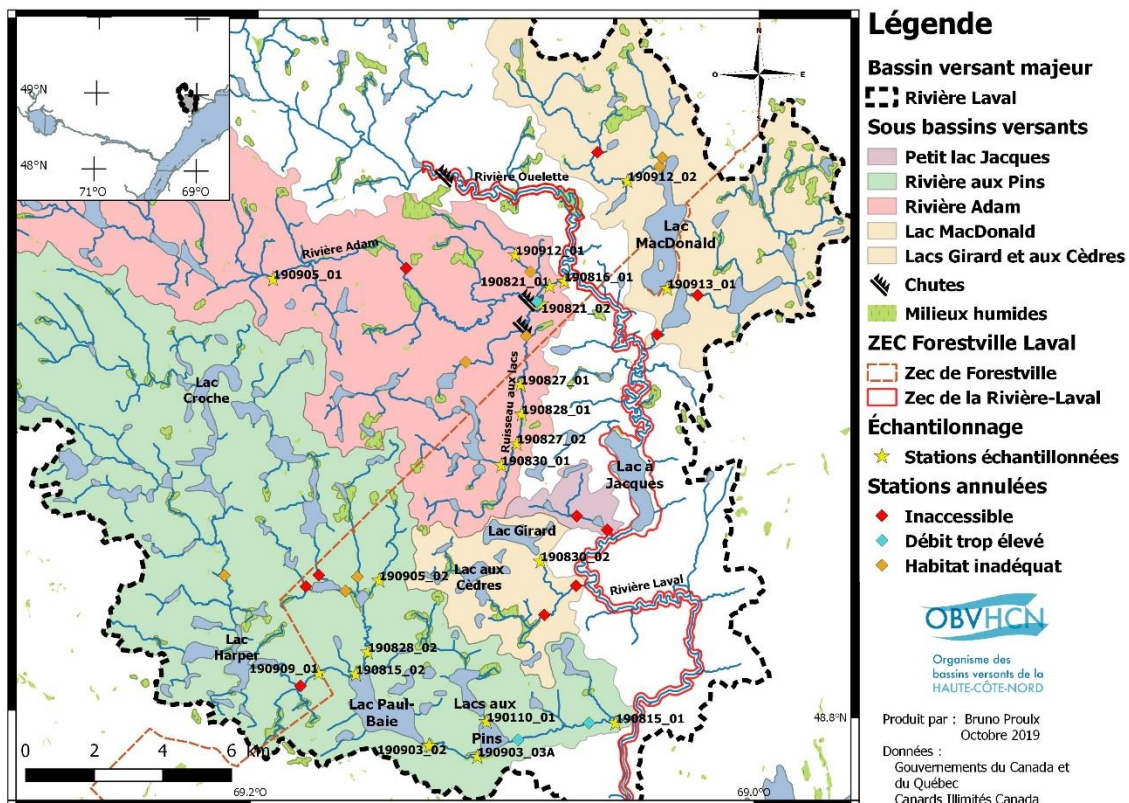 49°N
48°N
71°W
69°W
N
O
E
S
Rivière Ouelette
190912_02
Lac
MacDonald
Rivière Adam
190905_01
190912_01
190821_01
190816_01
190821_02
190913_01
Lac
Croche
190827_01
Ruisseau aux lacs
190828_01
190827_02
190830_01
Lac à
Jacques
Lac Girard
190830_02
Lac aux
Cèdres
190905_02
Rivière Laval
Lac
Harper
190828_02
190909_01
190815_02
Lac Paul-
Baie
Lacs aux
Pins
190110_01
190815_01
190903_02
190903_03A
48.8°N
0 2 4 6 km
69.2°W
69.0°W
Légende
Bassin versant majeur
Rivière Laval
Sous bassins versants
Petit lac Jacques
Rivière aux Pins
Rivière Adam
Lac MacDonald
Lacs Girard et aux Cèdres
Chutes
Milieux humides
ZEC Forestville Laval
Zec de Forestville
Zec de la Rivière-Laval
Échantilonnage
Stations échantillonnées
Stations annulées
Inaccessible
Débit trop élevé
Habitat inadéquat
OBVHCN
Organisme des
bassins versants de la
HAUTE-CÔTE-NORD
Produit par : Bruno Proulx
Octobre 2019
Données :
Gouvernements du Canada et
du Québec
Canards Illimités Canada